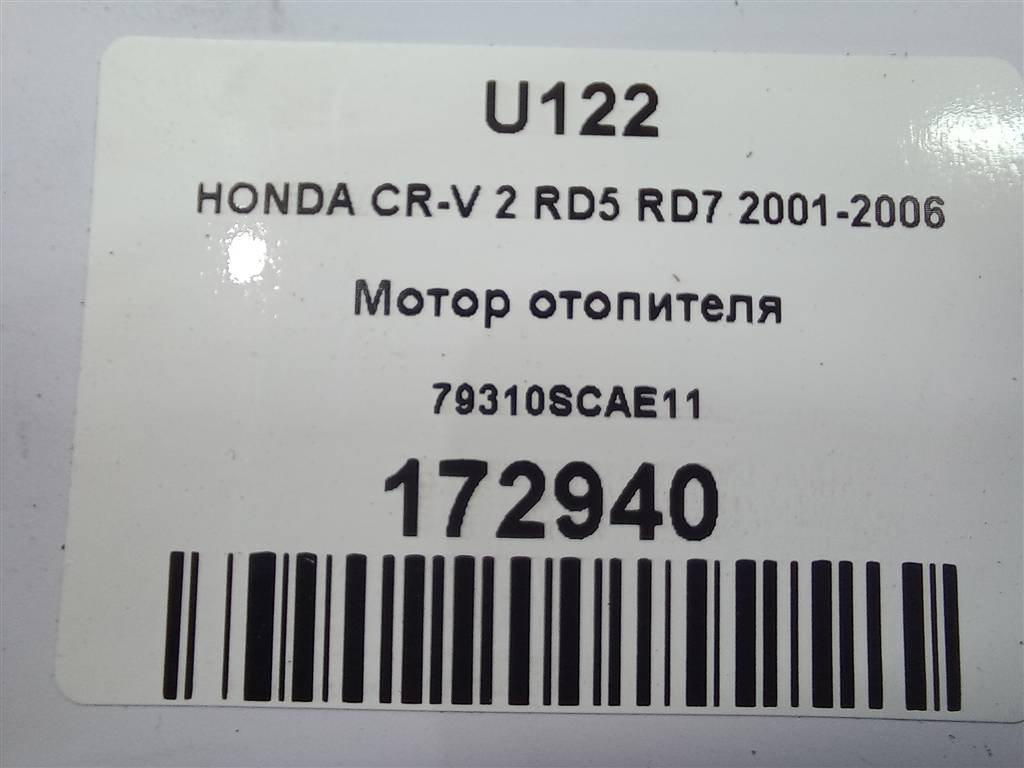 U122
HONDA CR-V 2 RD5 RD7 2001-2006
Мотор отопителя
79310SCAE11
172940